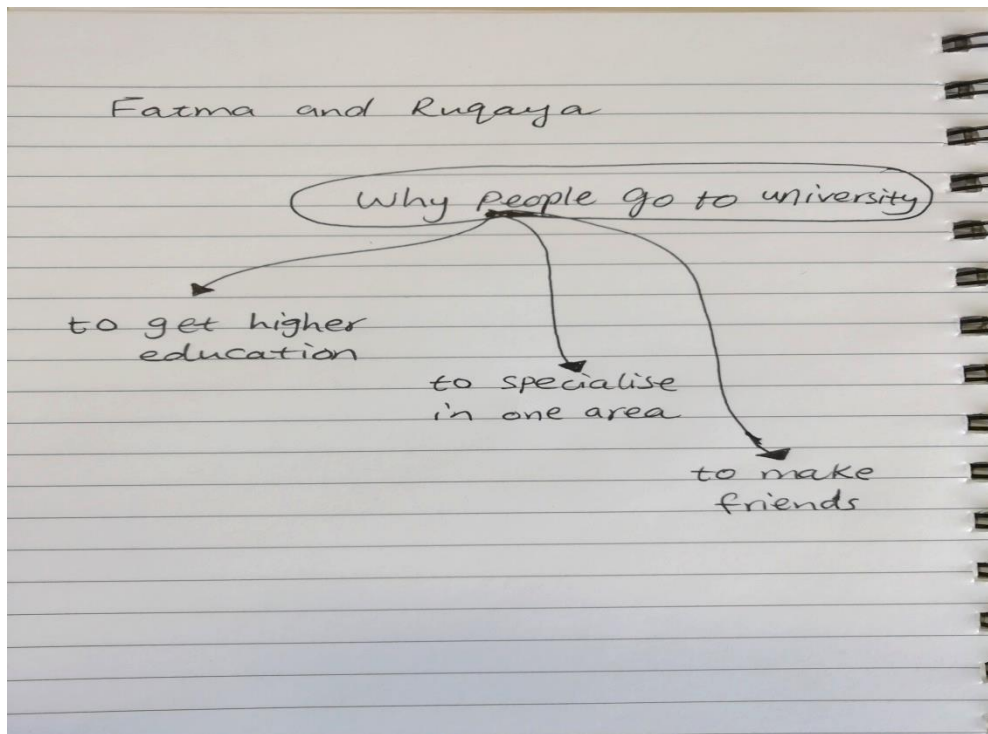 Fatma and Ruqaya
Why people go to university
to get higher
education
to specialise
in one area
to make
friends